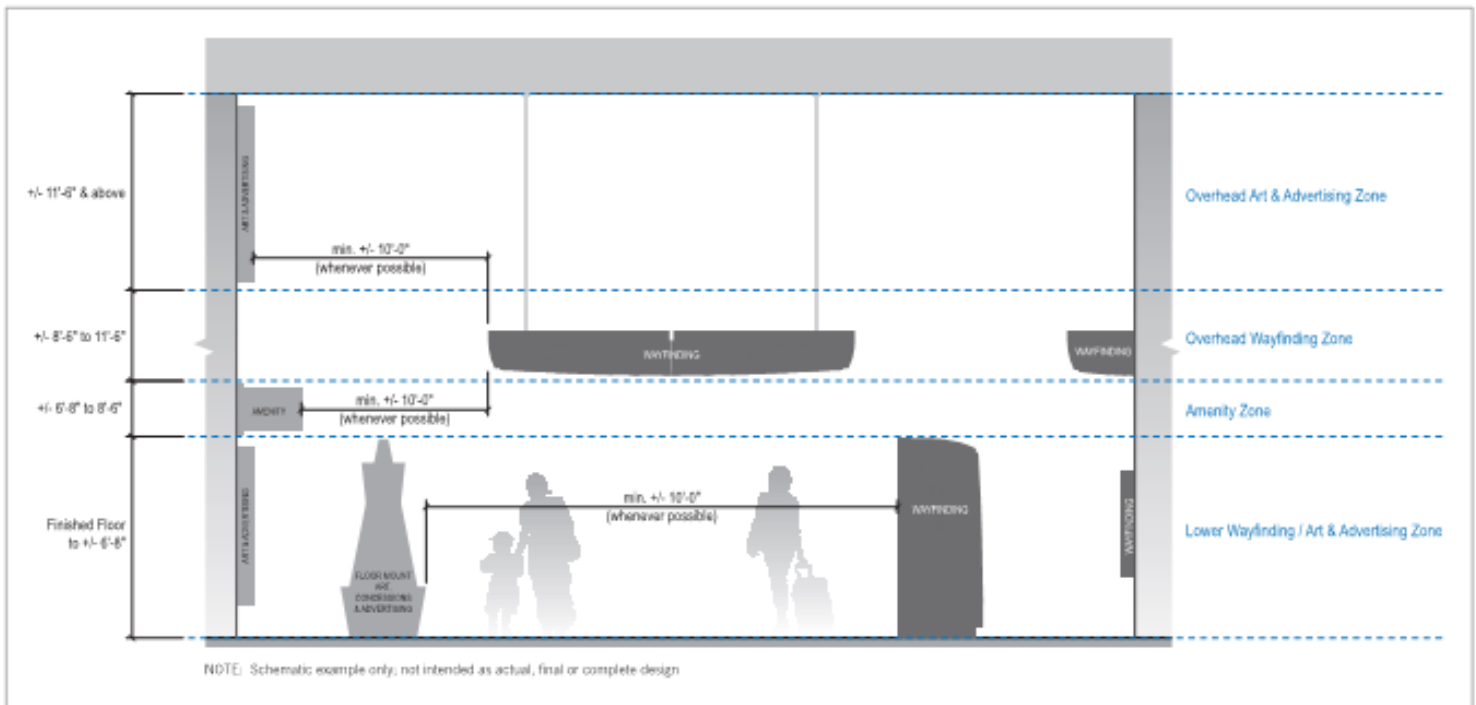 +/- 11'-6" & above
ART & ADVERTISING
Overhead Art & Advertising Zone
min. +/- 10'-0"
(whenever possible)
+/- 8'-6" to 11'-6"
WAYFINDING
WAYFINDING
Overhead Wayfinding Zone
+/- 6'-8" to 8'-6"
AMENITY
min. +/- 10'-0"
(whenever possible)
Amenity Zone
Finished Floor
to +/- 6'-8"
ART & ADVERTISING
FLOOR MOUNT
ART
CONCESSIONS
& ADVERTISING
min. +/- 10'-0"
(whenever possible)
WAYFINDING
WAYFINDING
Lower Wayfinding / Art & Advertising Zone
NOTE: Schematic example only; not intended as actual, final or complete design